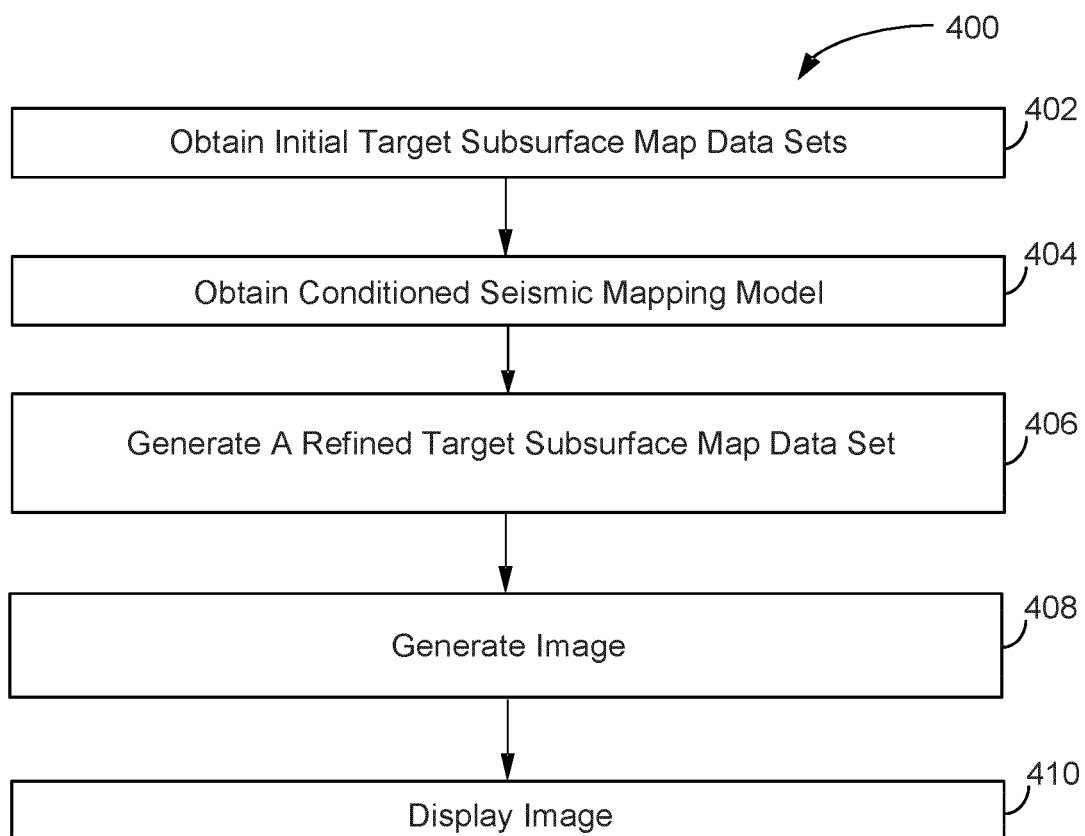 400
402
Obtain Initial Target Subsurface Map Data Sets
404
Obtain Conditioned Seismic Mapping Model
406
Generate A Refined Target Subsurface Map Data Set
408
Generate Image
410
Display Image